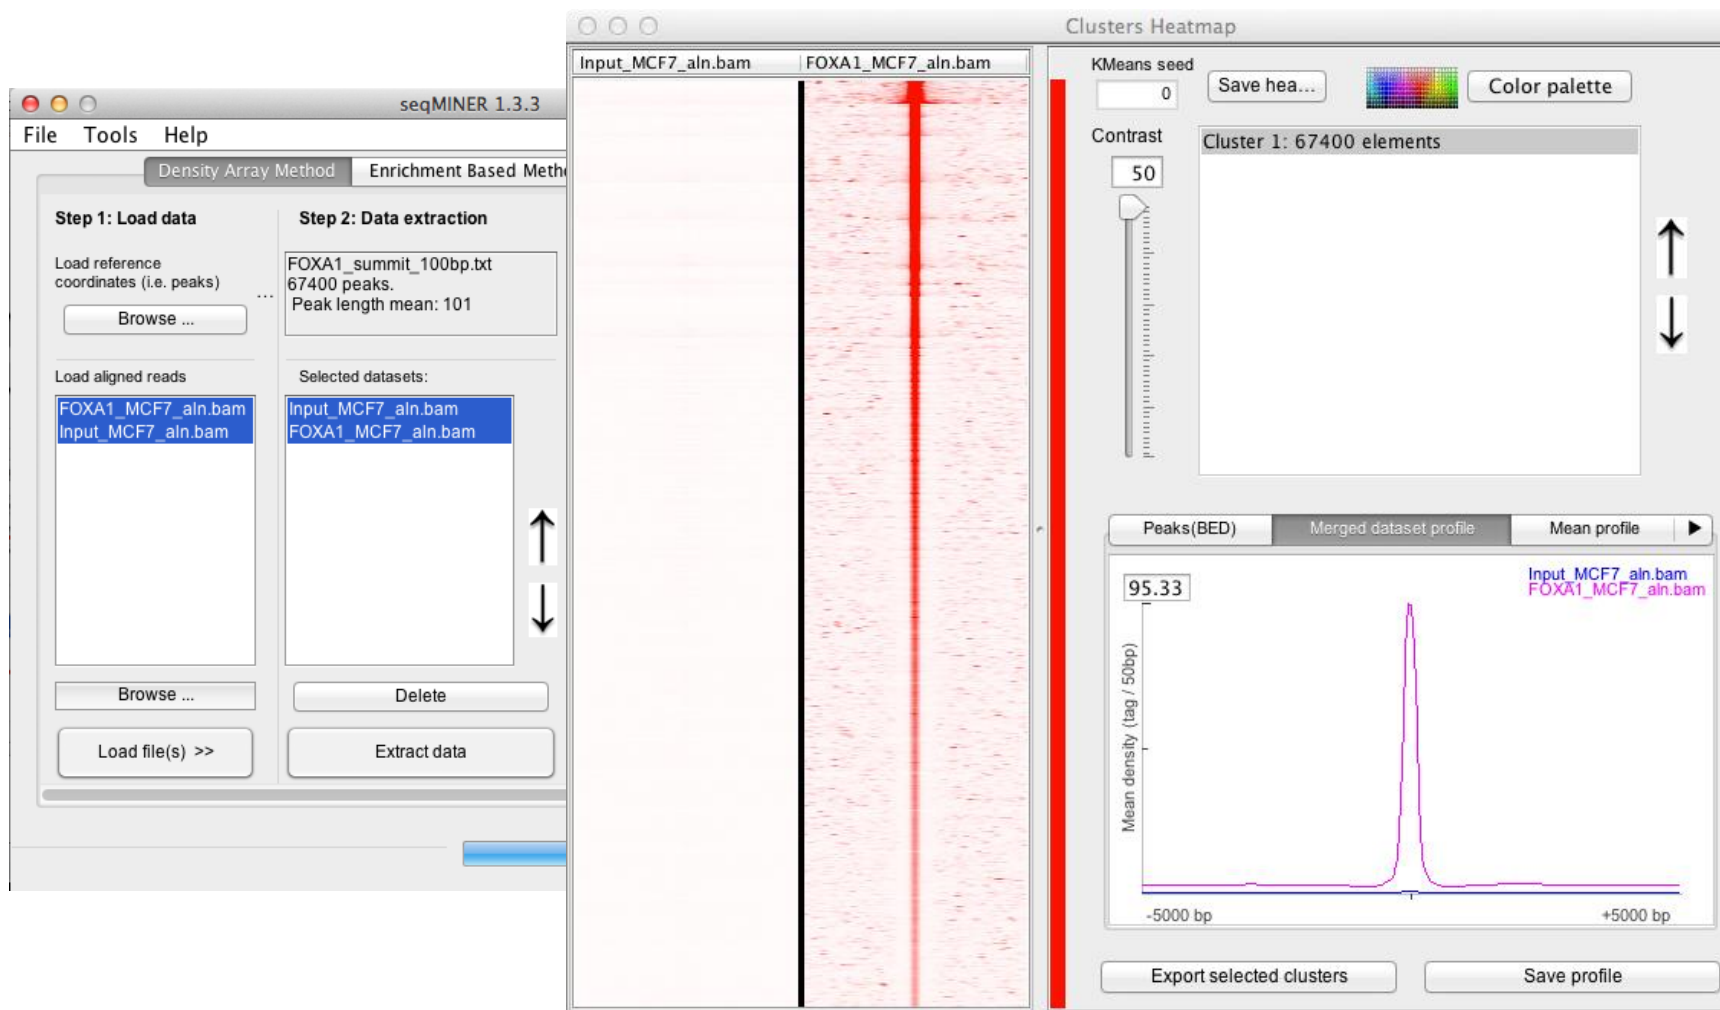 seqMINER 1.3.3
File Tools Help
Density Array Method
Enrichment Based Meth
Step 1: Load data
Step 2: Data extraction
Load reference
coordinates (i.e. peaks)
...
Browse ...
FOXA1_summit_100bp.txt
67400 peaks.
Peak length mean: 101
Load aligned reads
Selected datasets:
FOXA1_MCF7_aln.bam
Input_MCF7_aln.bam
Input_MCF7_aln.bam
FOXA1_MCF7_aln.bam
Browse ...
Delete
Load file(s) >>
Extract data
Clusters Heatmap
Input_MCF7_aln.bam
FOXA1_MCF7_aln.bam
KMeans seed
0
Save hea...
Color palette
Contrast
50
Cluster 1: 67400 elements
Peaks(BED)
Merged dataset profile
Mean profile
95.33
Input_MCF7_aln.bam
FOXA1_MCF7_aln.bam
Mean density (tag / 50bp)
-5000 bp
+5000 bp
Export selected clusters
Save profile